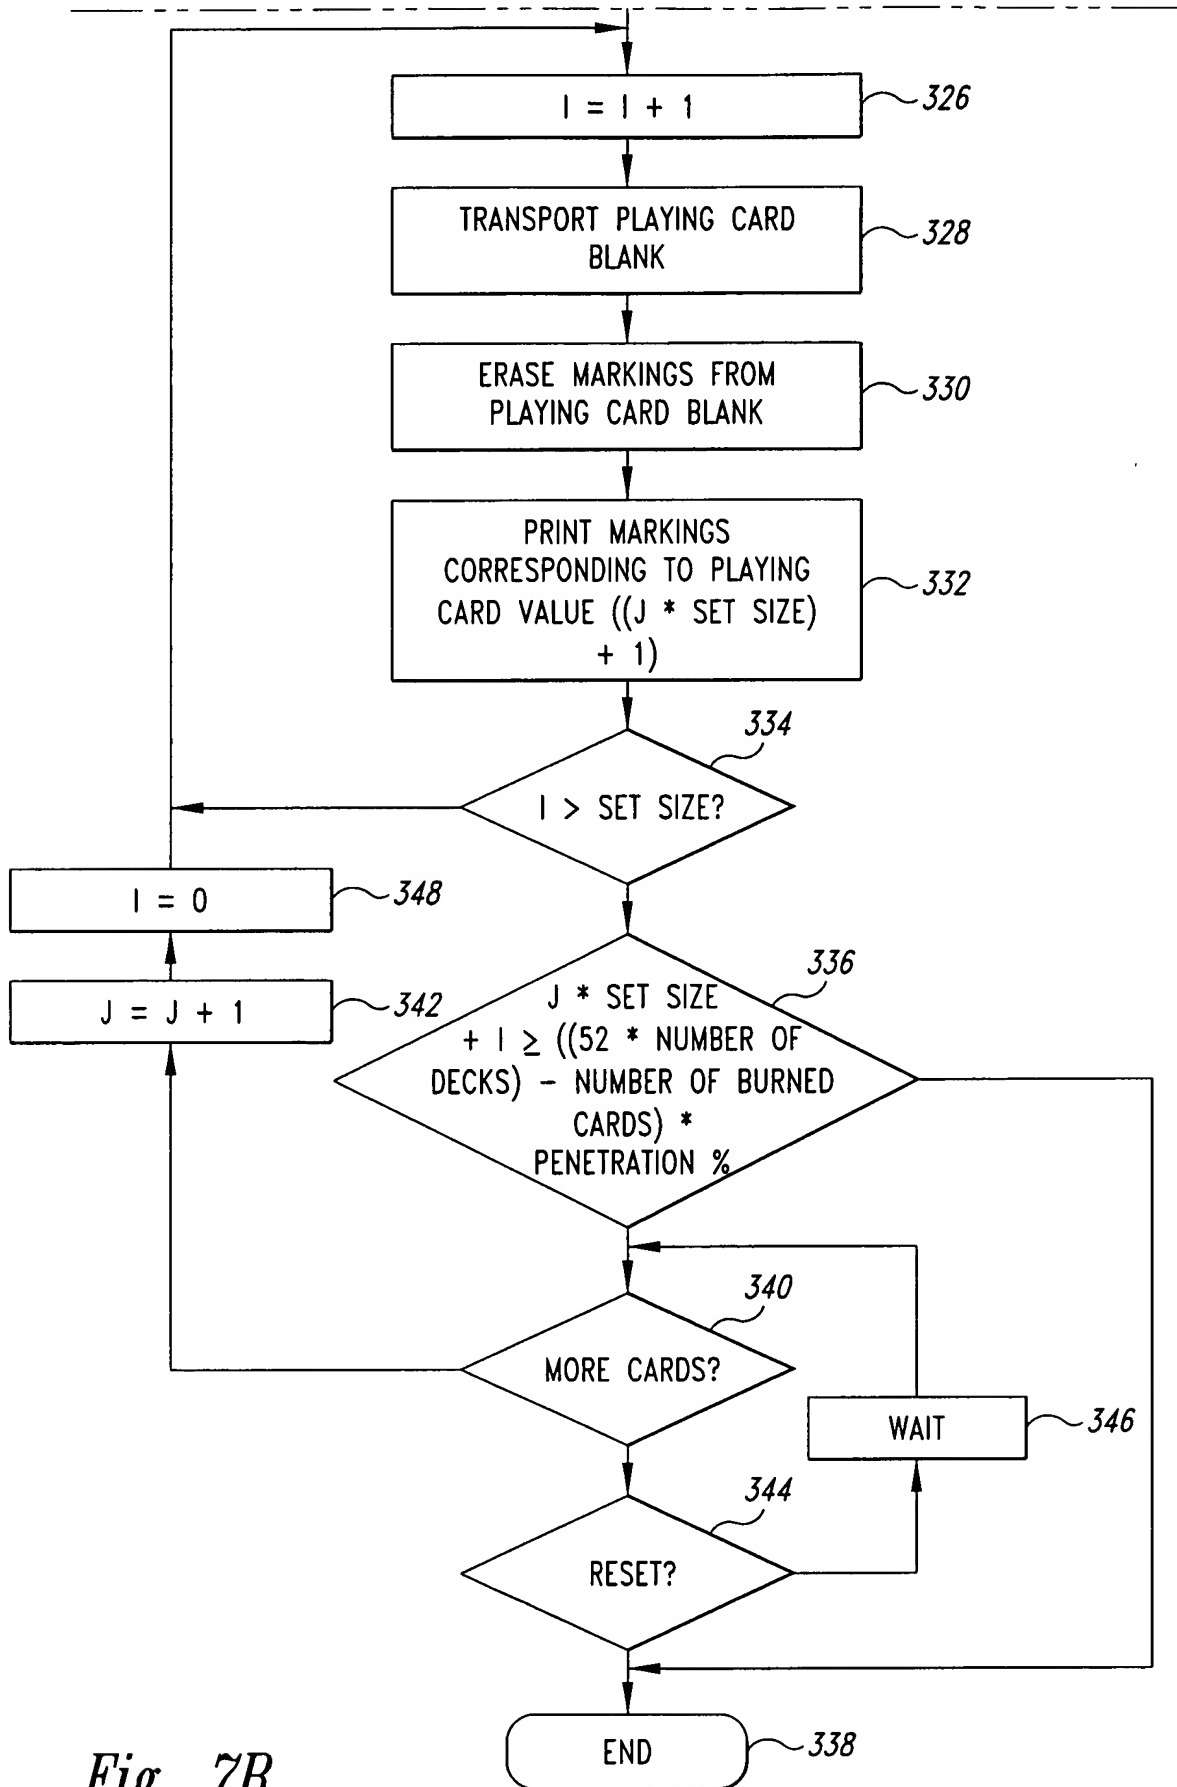 I = I + 1
326
TRANSPORT PLAYING CARD
BLANK
328
ERASE MARKINGS FROM
PLAYING CARD BLANK
330
PRINT MARKINGS
CORRESPONDING TO PLAYING
CARD VALUE ((J * SET SIZE)
+ 1)
332
334
I > SET SIZE?
I = 0
348
J = J + 1
342
336
J * SET SIZE
+ I ≥ ((52 * NUMBER OF
DECKS) – NUMBER OF BURNED
CARDS) *
PENETRATION %
340
MORE CARDS?
WAIT
346
344
RESET?
END
338
Fig. 7B